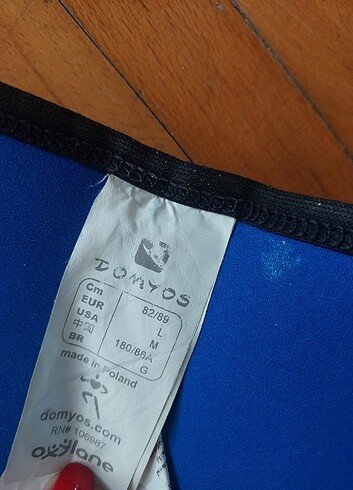 DOMYOS
Cm 82/89
EUR L
USA M
中国 180/86A
BR G
made in Poland
domyos.com
RN# 106987
oxylane